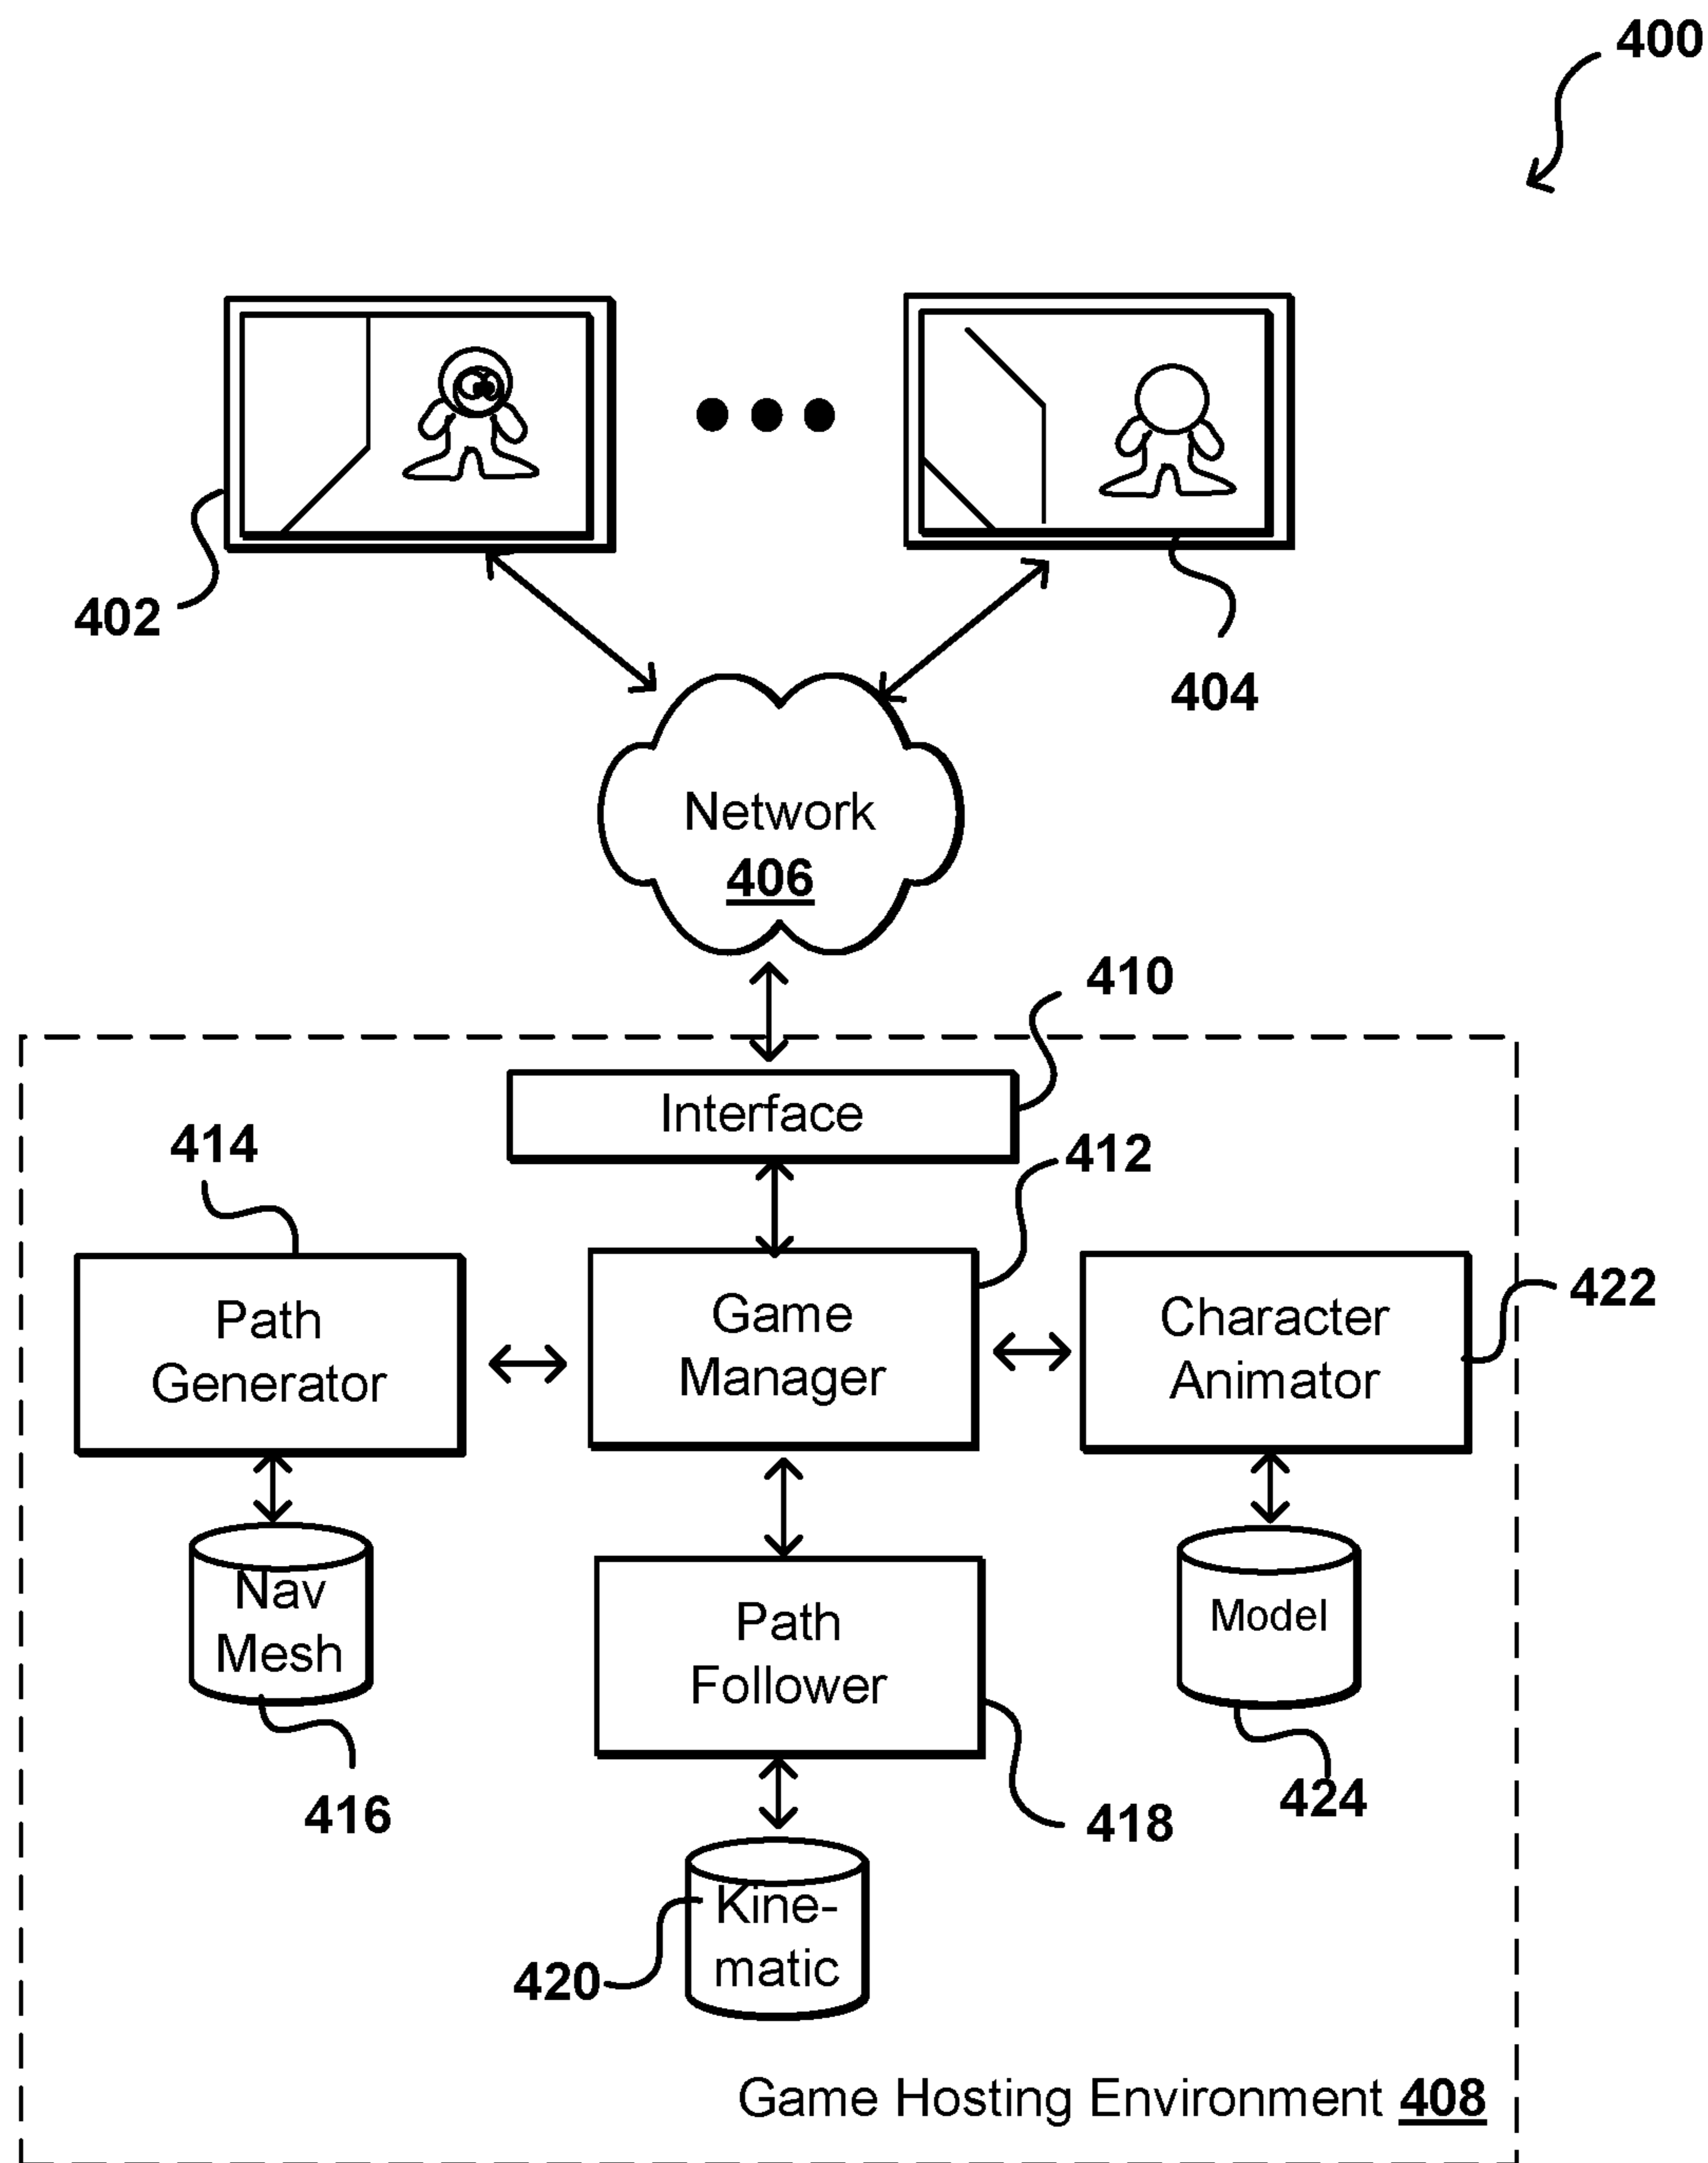 400
402
404
Network
406
410
Interface
414
412
Path
Generator
Game
Manager
Character
Animator
422
Nav
Mesh
Path
Follower
Model
416
418
424
Kine-
matic
420
Game Hosting Environment 408